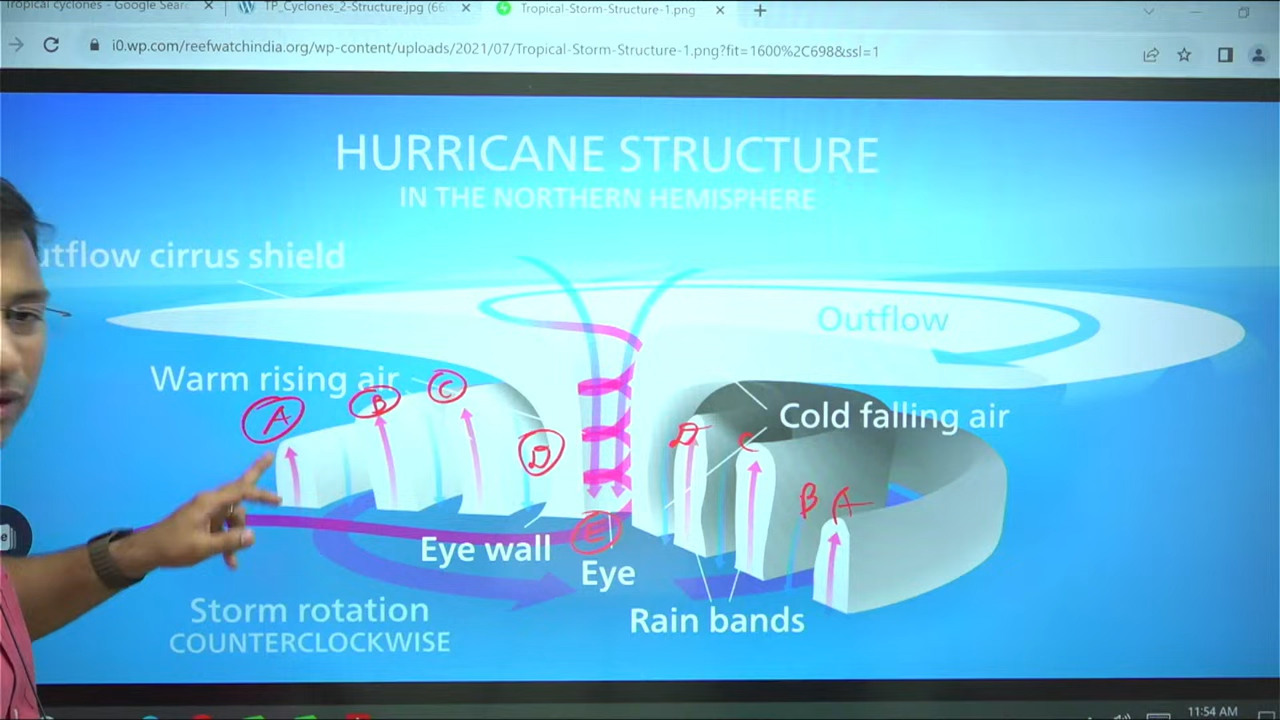 Tropical cyclones - Google Sear
TP_Cyclones_2-Structure.jpg (66
Tropical-Storm-Structure-1.png
i0.wp.com/reefwatchindia.org/wp-content/uploads/2021/07/Tropical-Storm-Structure-1.png?fit=1600%2C698&ssl=1
HURRICANE STRUCTURE
IN THE NORTHERN HEMISPHERE
utflow cirrus shield
Outflow
Warm rising air
Cold falling air
A
B
C
D
E
D
C
B
A
Eye wall
Eye
Rain bands
Storm rotation
COUNTERCLOCKWISE
11:54 AM